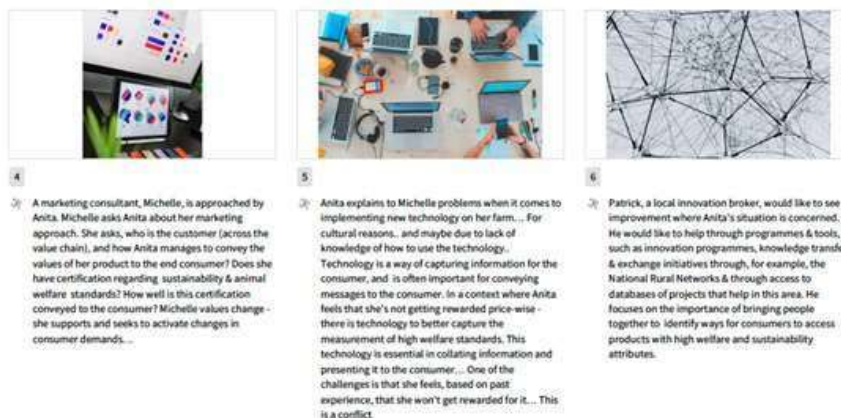 4
A marketing consultant, Michelle, is approached by
Anita. Michelle asks Anita about her marketing
approach. She asks, who is the customer (across the
value chain), and how Anita manages to convey the
values of her product to the end consumer? Does she
have certification regarding sustainability & animal
welfare standards? How well is this certification
conveyed to the consumer? Michelle values change -
she supports and seeks to activate changes in
consumer demands...
5
Anita explains to Michelle problems when it comes to
implementing new technology on her farm... For
cultural reasons.. and maybe due to lack of
knowledge of how to use the technology..
Technology is a way of capturing information for the
consumer, and is often important for conveying
messages to the consumer. In a context where Anita
feels that she's not getting rewarded price-wise -
there is technology to better capture the
measurement of high welfare standards. This
technology is essential in collating information and
presenting it to the consumer... One of the
challenges is that she feels, based on past
experience, that she won't get rewarded for it... This
is a conflict
6
Patrick, a local innovation broker, would like to see
improvement where Anita's situation is concerned.
He would like to help through programmes & tools,
such as innovation programmes, knowledge transfe
& exchange initiatives through, for example, the
National Rural Networks & through access to
databases of projects that help in this area. He
focuses on the importance of bringing people
together to identify ways for consumers to access
products with high welfare and sustainability
attributes.